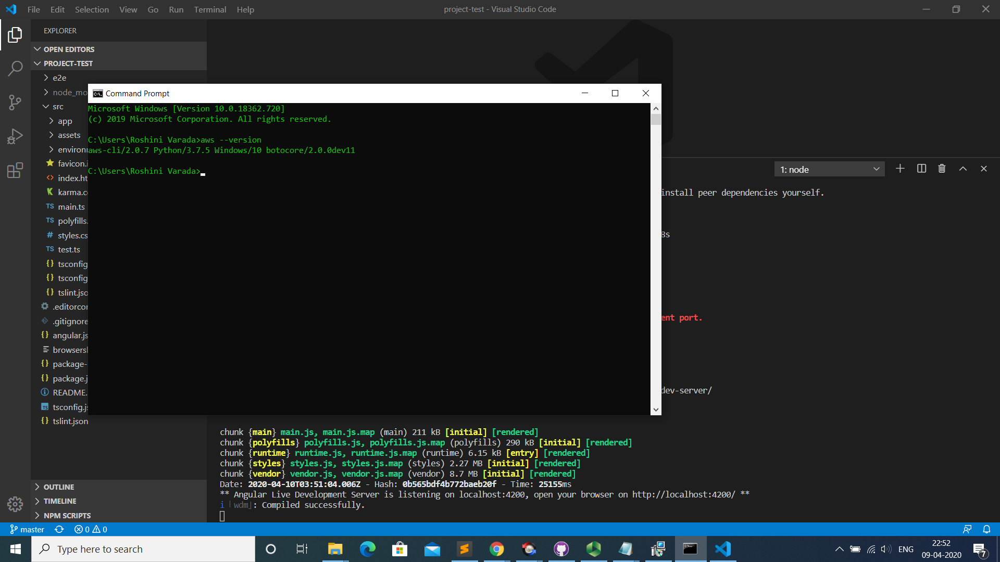 File Edit Selection View Go Run Terminal Help
project-test - Visual Studio Code
EXPLORER
OPEN EDITORS
PROJECT-TEST
e2e
node_mo
src
app
assets
environ
favicon.i
index.ht
karma.c
TS main.ts
TS polyfills.
# styles.cs
TS test.ts
{} tsconfig
{} tsconfig
{} tslint.jso
.editorcor
.gitignore
{} angular.js
browsersl
{} package-
{} package.j
README.
TS tsconfig.js
{} tslint.json
OUTLINE
TIMELINE
NPM SCRIPTS
Command Prompt
Microsoft Windows [Version 10.0.18362.720]
(c) 2019 Microsoft Corporation. All rights reserved.
C:\Users\Roshini Varada>aws --version
aws-cli/2.0.7 Python/3.7.5 Windows/10 botocore/2.0.0dev11
C:\Users\Roshini Varada>
1: node
install peer dependencies yourself.
8s
ent port.
dev-server/
chunk {main} main.js, main.js.map (main) 211 kB [initial] [rendered]
chunk {polyfills} polyfills.js, polyfills.js.map (polyfills) 290 kB [initial] [rendered]
chunk {runtime} runtime.js, runtime.js.map (runtime) 6.15 kB [entry] [rendered]
chunk {styles} styles.js, styles.js.map (styles) 2.27 MB [initial] [rendered]
chunk {vendor} vendor.js, vendor.js.map (vendor) 8.7 MB [initial] [rendered]
Date: 2020-04-10T03:51:04.006Z - Hash: 0b565bdf4b772baeb20f - Time: 25155ms
** Angular Live Development Server is listening on localhost:4200, open your browser on http://localhost:4200/ **
i ｢wdm｣: Compiled successfully.
master 0 0
Type here to search
ENG
22:52
09-04-2020
7